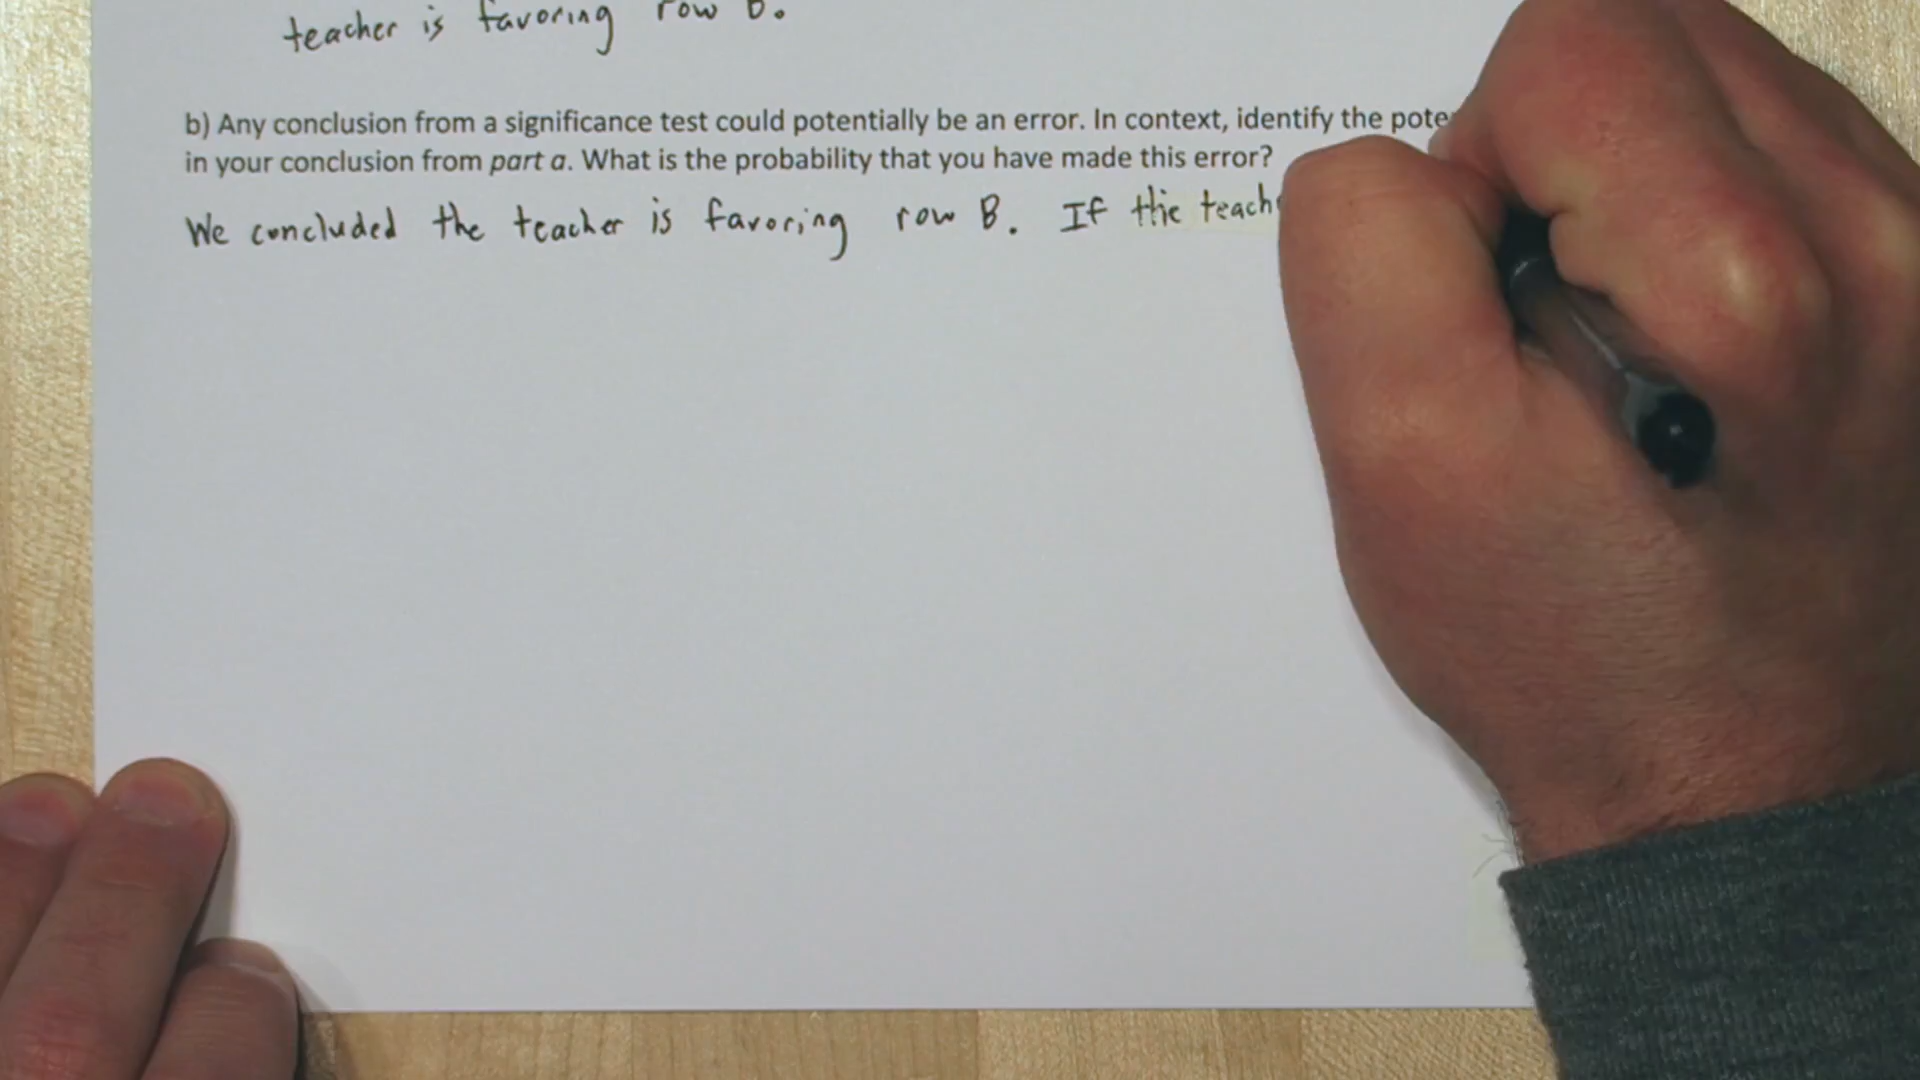 teacher is favoring row B.
b) Any conclusion from a significance test could potentially be an error. In context, identify the
in your conclusion from part a. What is the probability that you have made this error?
We concluded the teacher is favoring row B. If the